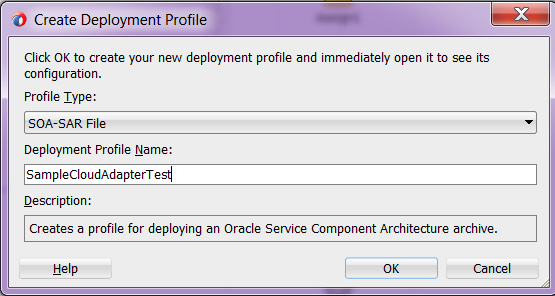 Assign1
Create Deployment Profile
Click OK to create your new deployment profile and immediately open it to see its
configuration.
Profile Type:
SOA-SAR File
Deployment Profile Name:
SampleCloudAdapterTest
Description:
Creates a profile for deploying an Oracle Service Component Architecture archive.
Help
OK
Cancel